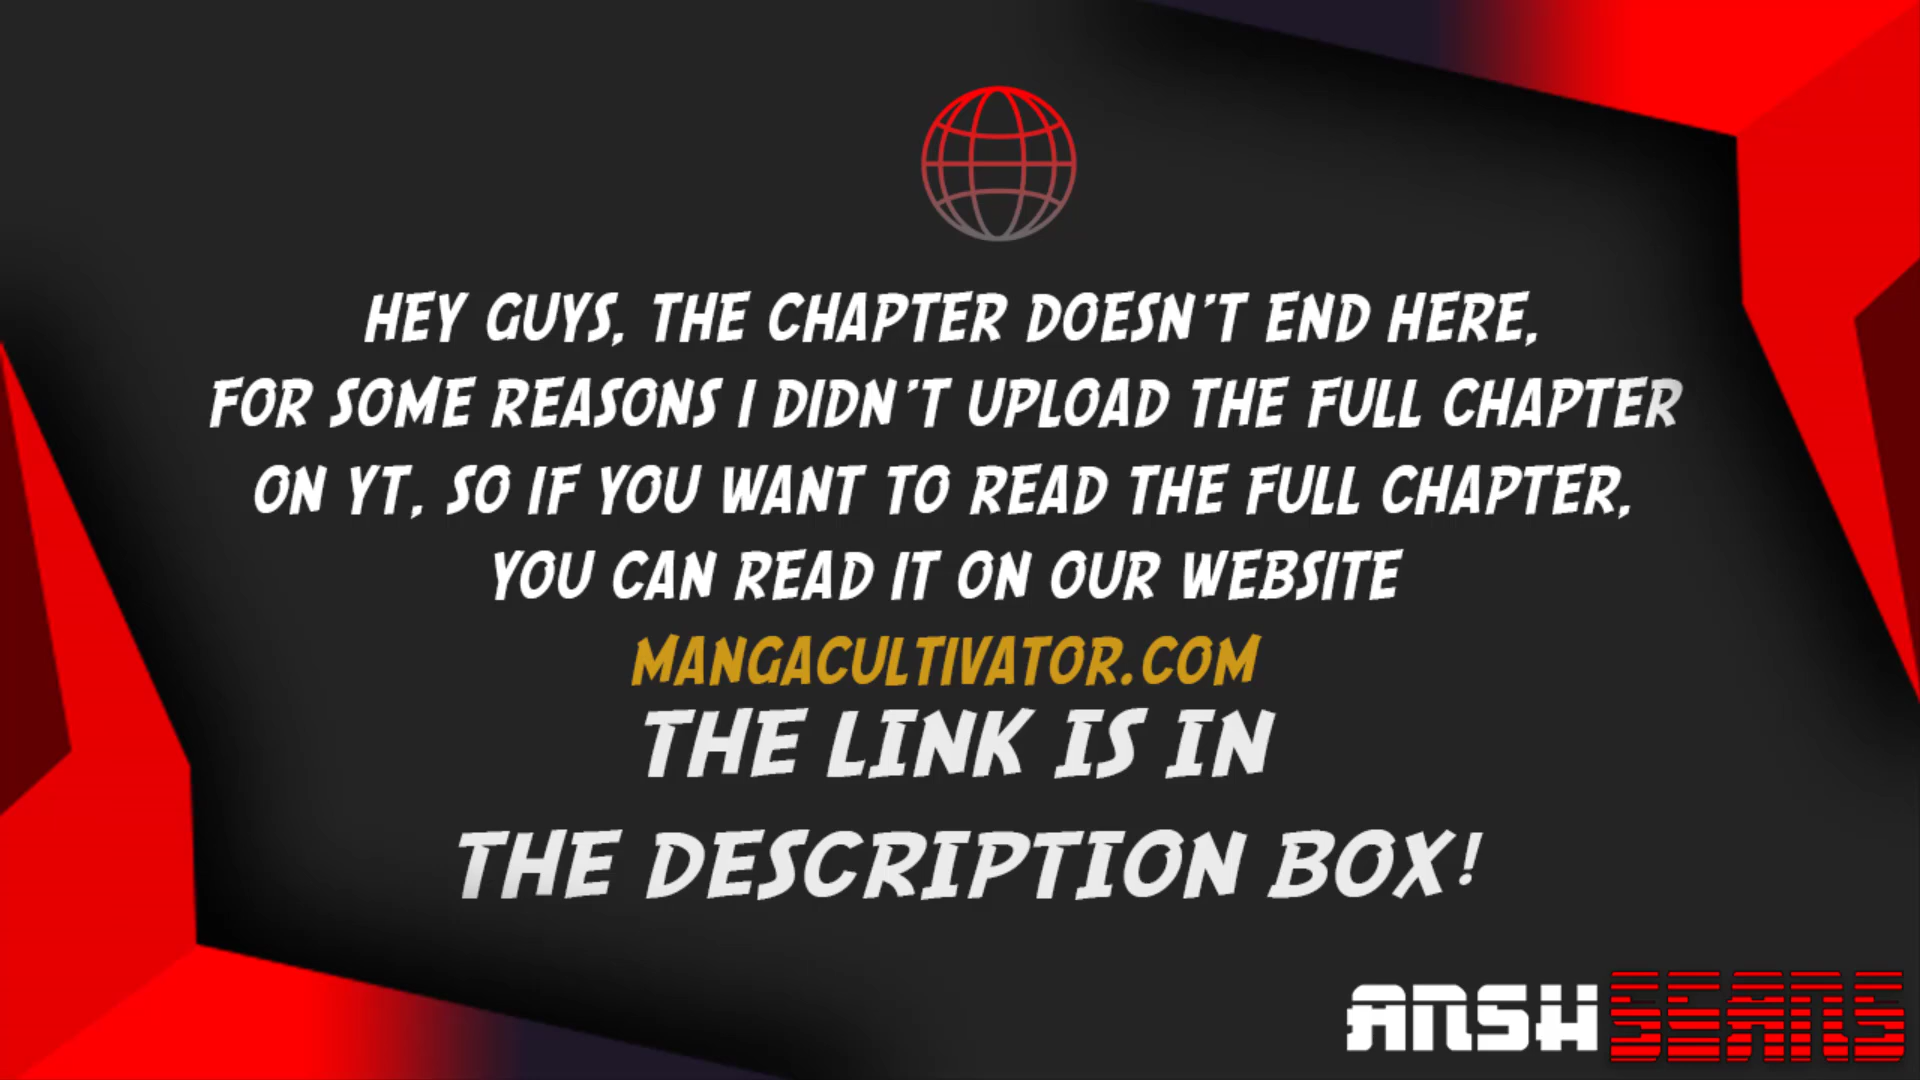 HEY GUYS, THE CHAPTER DOESN'T END HERE,
FOR SOME REASONS I DIDN'T UPLOAD THE FULL CHAPTER
ON YT, SO IF YOU WANT TO READ THE FULL CHAPTER,
YOU CAN READ IT ON OUR WEBSITE
MANGACULTIVATOR.COM
THE LINK IS IN
THE DESCRIPTION BOX!
ANSH SCANS